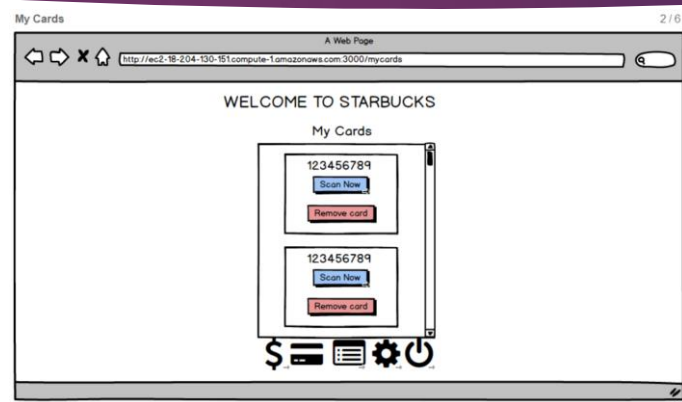 My Cards 2/6
A Web Page
http://ec2-18-204-130-151.compute-1.amazonaws.com:3000/mycards
WELCOME TO STARBUCKS
My Cards
123456789
Scan Now
Remove card
123456789
Scan Now
Remove card
$